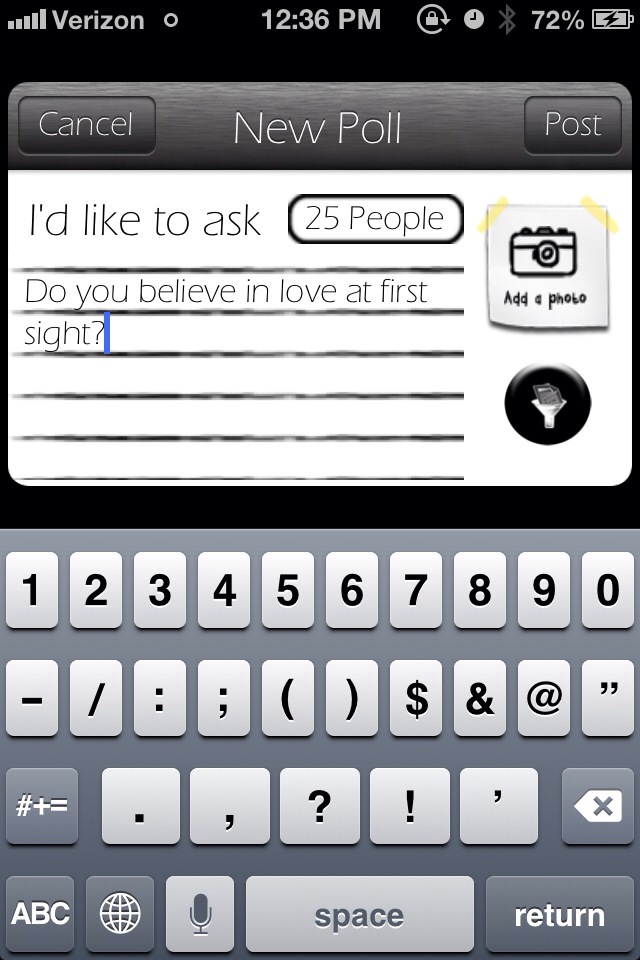 Verizon 12:36 PM 72%
Cancel New Poll Post
I'd like to ask 25 People
Do you believe in love at first
sight?
Add a photo
1 2 3 4 5 6 7 8 9 0
- / : ; ( ) $ & @ ”
#+= . , ? ! ’
ABC space return